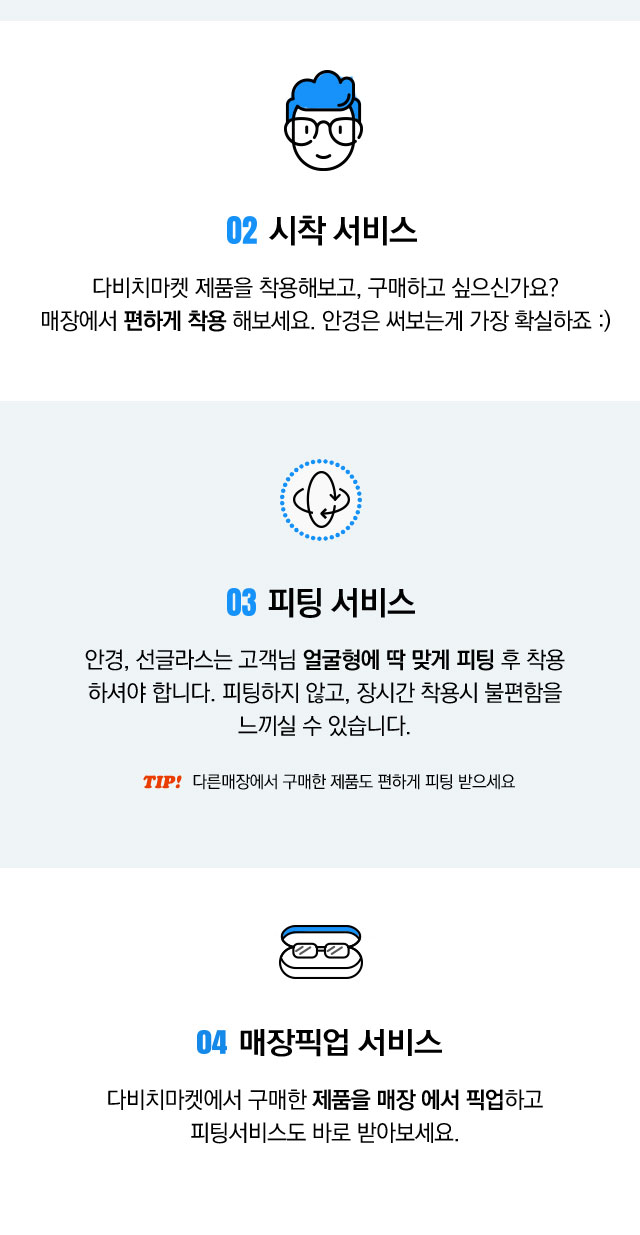 02 시착 서비스
다비치마켓 제품을 착용해보고, 구매하고 싶으신가요?
매장에서 편하게 착용 해보세요. 안경은 써보는게 가장 확실하죠 :)
03 피팅 서비스
안경, 선글라스는 고객님 얼굴형에 딱 맞게 피팅 후 착용
하셔야 합니다. 피팅하지 않고, 장시간 착용시 불편함을
느끼실 수 있습니다.
TIP! 다른매장에서 구매한 제품도 편하게 피팅 받으세요
04 매장픽업 서비스
다비치마켓에서 구매한 제품을 매장 에서 픽업하고
피팅서비스도 바로 받아보세요.